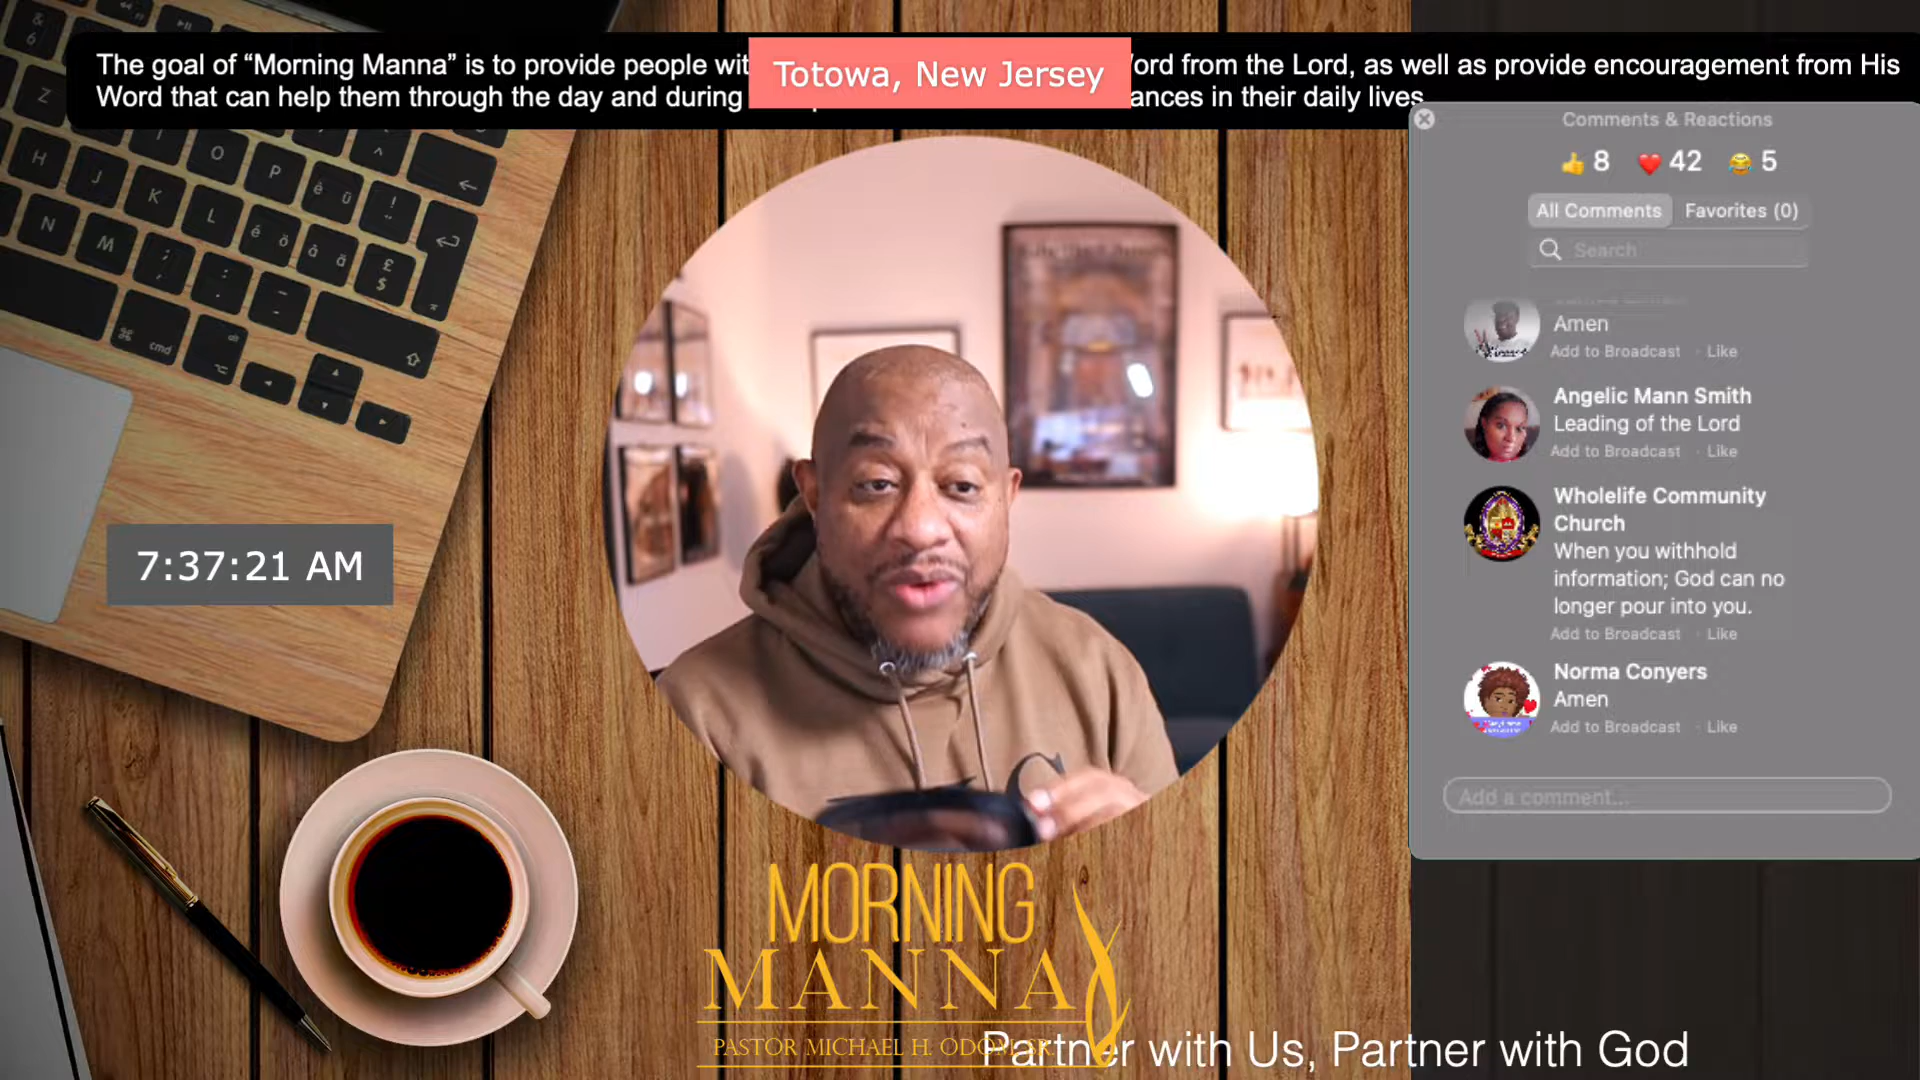 The goal of “Morning Manna” is to provide people wit
Totowa, New Jersey
ord from the Lord, as well as provide encouragement from His
Word that can help them through the day and during
ances in their daily lives.
Comments & Reactions
8 42 5
All Comments Favorites (0)
Search
Amen
Add to Broadcast · Like
Angelic Mann Smith
Leading of the Lord
Add to Broadcast · Like
Wholelife Community
Church
When you withhold
information; God can no
longer pour into you.
Add to Broadcast · Like
Norma Conyers
Amen
Add to Broadcast · Like
Add a comment...
7:37:21 AM
MORNING
MANNA
PASTOR MICHAEL H. ODOM, SR.
Partner with Us, Partner with God
6
Z
H J K L O P é ü !
N M é ö à ä £
$
cmd
alt
C